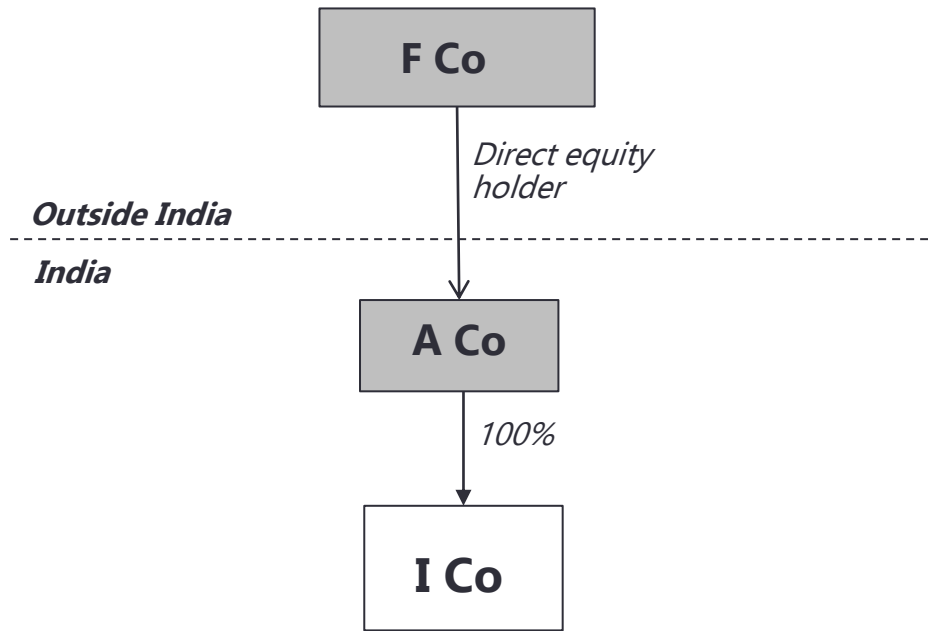 F Co
Direct equity
holder
Outside India
India
A Co
100%
I Co